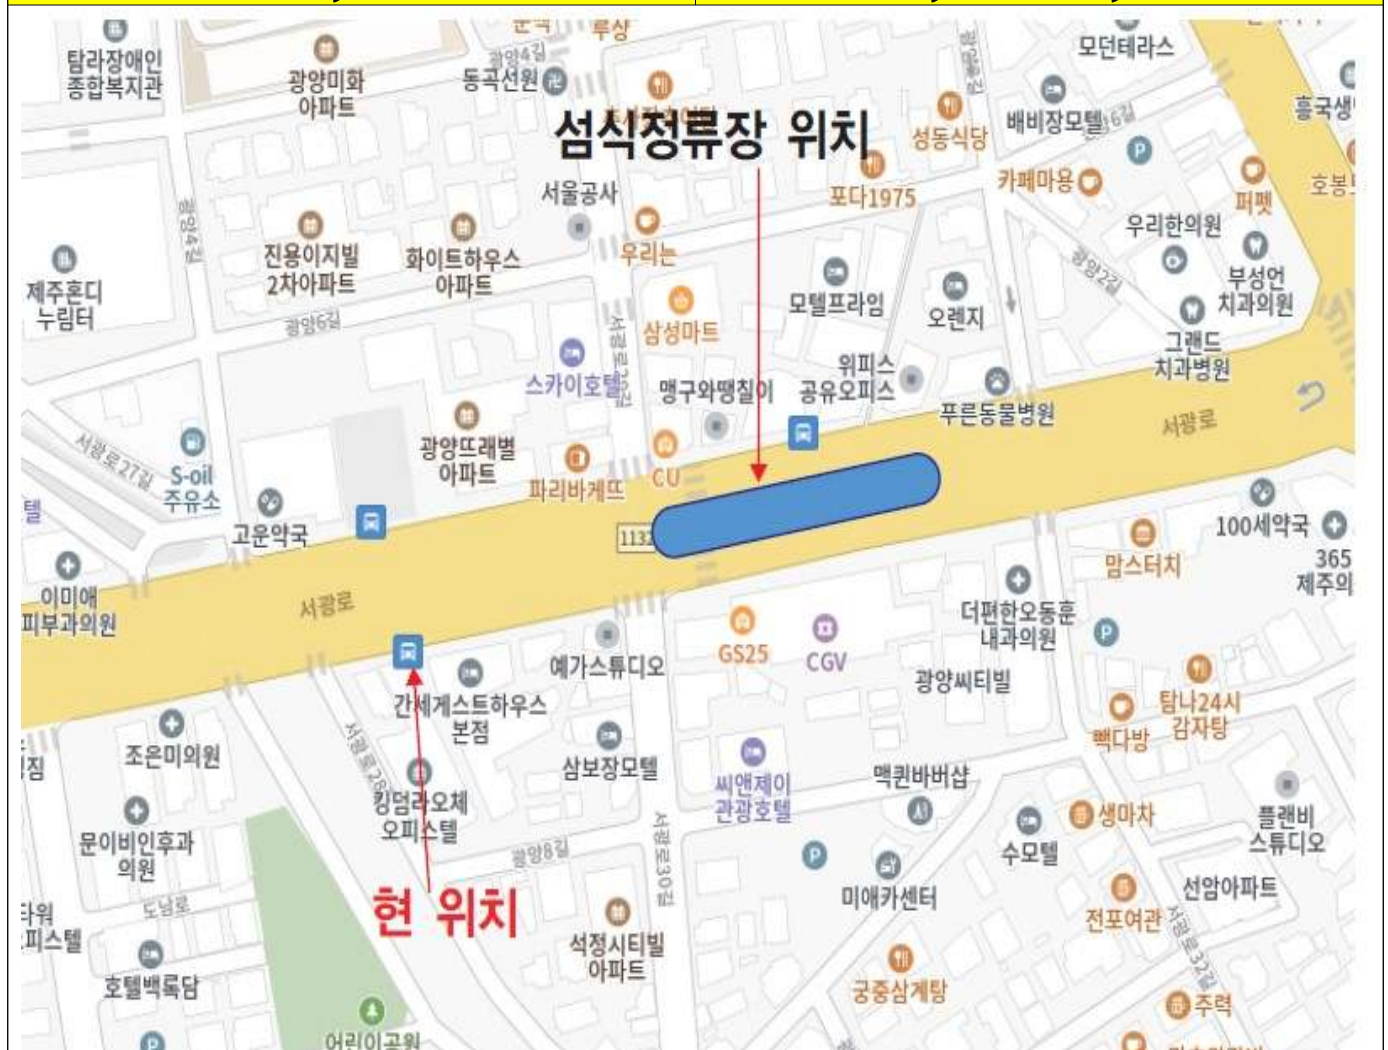 탐라장애인
종합복지관
광양미화
아파트
광양4길
동곡선원
모던테라스
배비장모텔
성동식당
섬식정류장 위치
서울공사
포다1975
카페마용
퍼펫
우리한의원
광양4길
제주혼디
누림터
진용이지빌
2차아파트
화이트하우스
아파트
우리는
광양2길
부성언
치과의원
모텔프라임
오렌지
광양6길
삼성마트
그랜드
치과병원
스카이호텔
맹구와땡칠이
위피스
공유오피스
푸른동물병원
서광로
서광로27길
S-oil
주유소
광양뜨래별
아파트
파리바게뜨
CU
고운약국
1132
100세약국
맘스터치
365
제주의
이미애
피부과의원
서광로
예가스튜디오
GS25
CGV
더편한오동훈
내과의원
광양씨티빌
간세게스트하우스
본점
조은미의원
서광로28
삼보장모텔
탐나24시
감자탕
빽다방
킹덤라오체
오피스텔
씨앤제이
관광호텔
맥퀸바버샵
생마차
플랜비
스튜디오
문이비인후과
의원
광양8길
서광로30길
수모텔
미애카센터
선암아파트
도남로
현 위치
전포여관
서광로32길
타워
피스텔
석정시티빌
아파트
호텔백록담
궁중삼계탕
주력
어린이공원